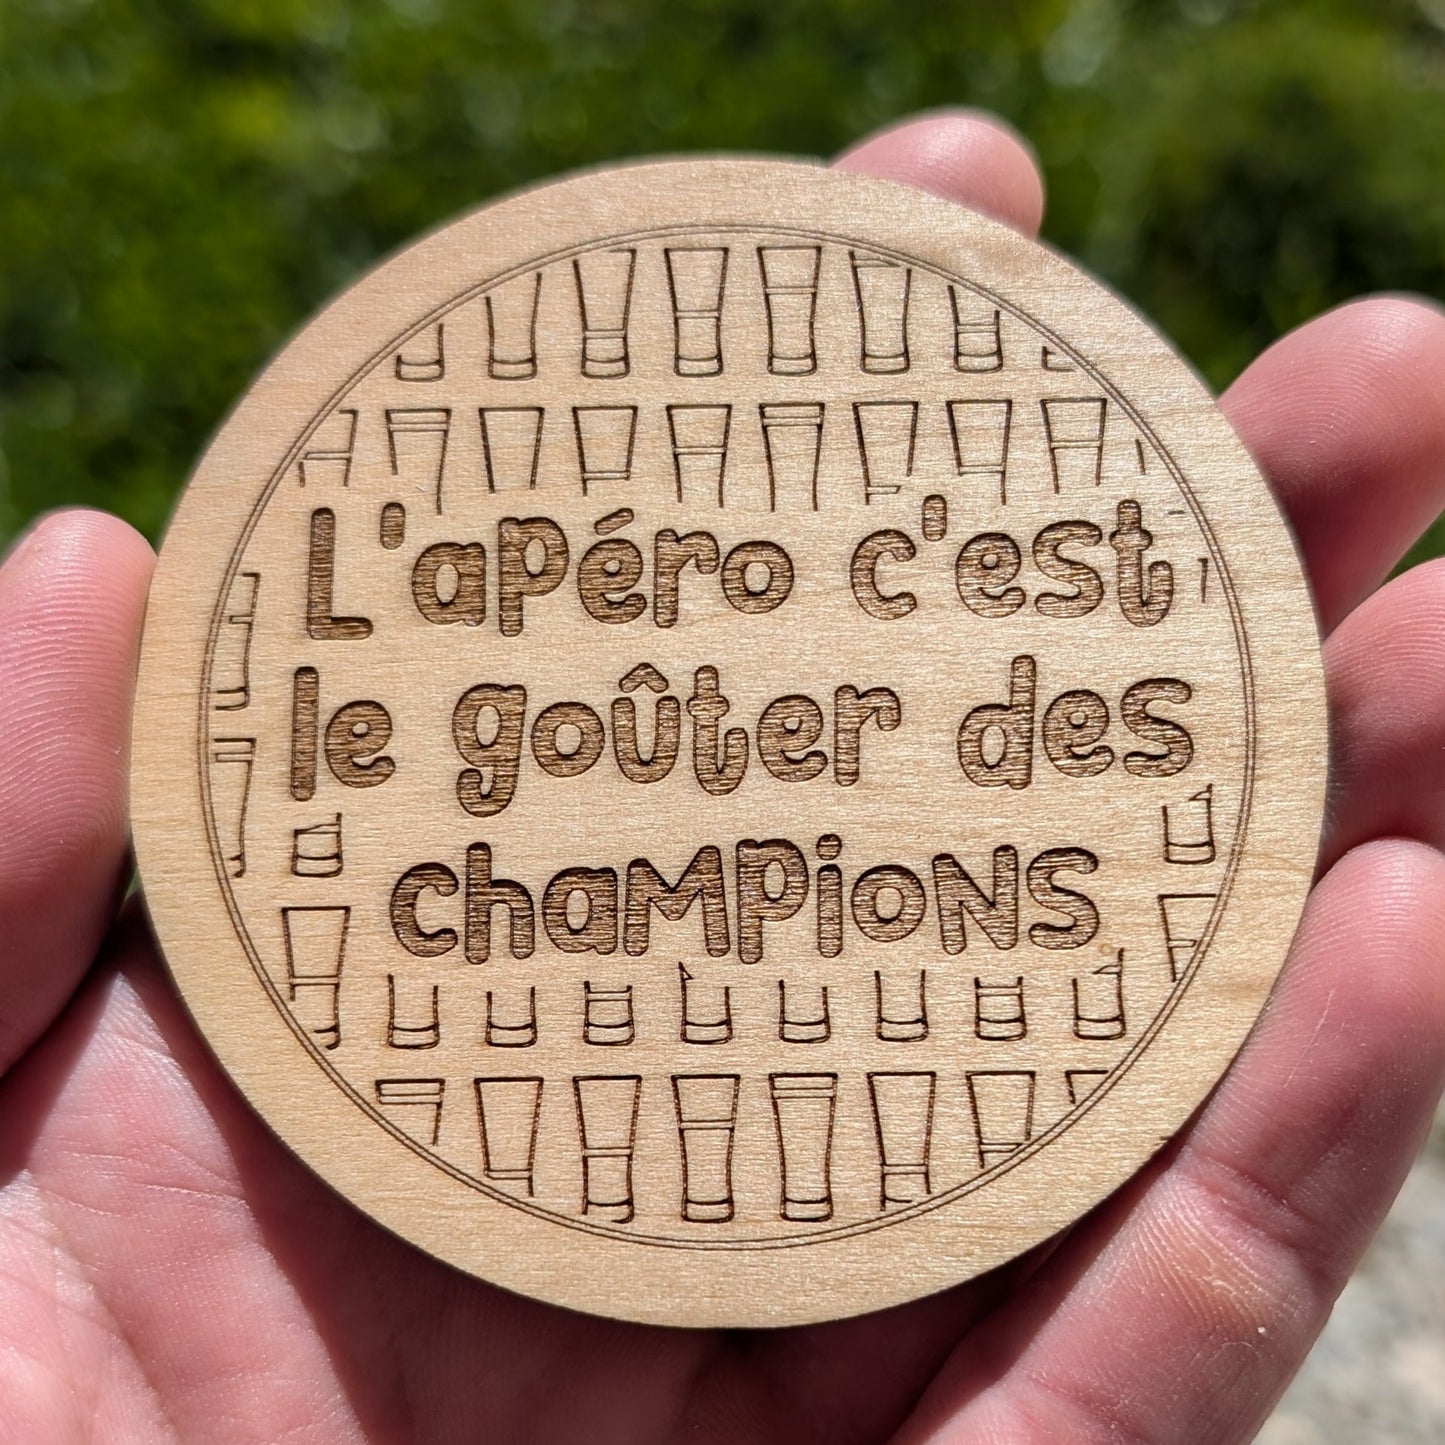 L'apéro c'est
le goûter des
champions